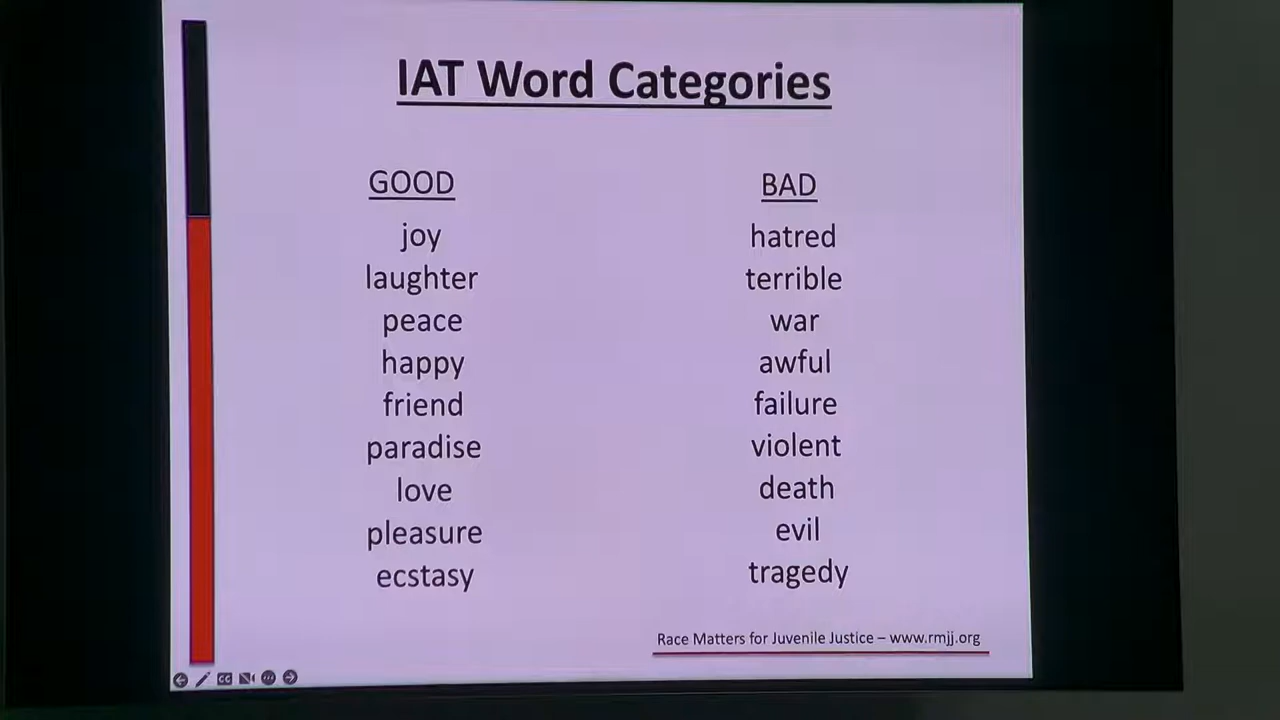 IAT Word Categories
GOOD
joy
laughter
peace
happy
friend
paradise
love
pleasure
ecstasy
BAD
hatred
terrible
war
awful
failure
violent
death
evil
tragedy
Race Matters for Juvenile Justice – www.rmjj.org
CC